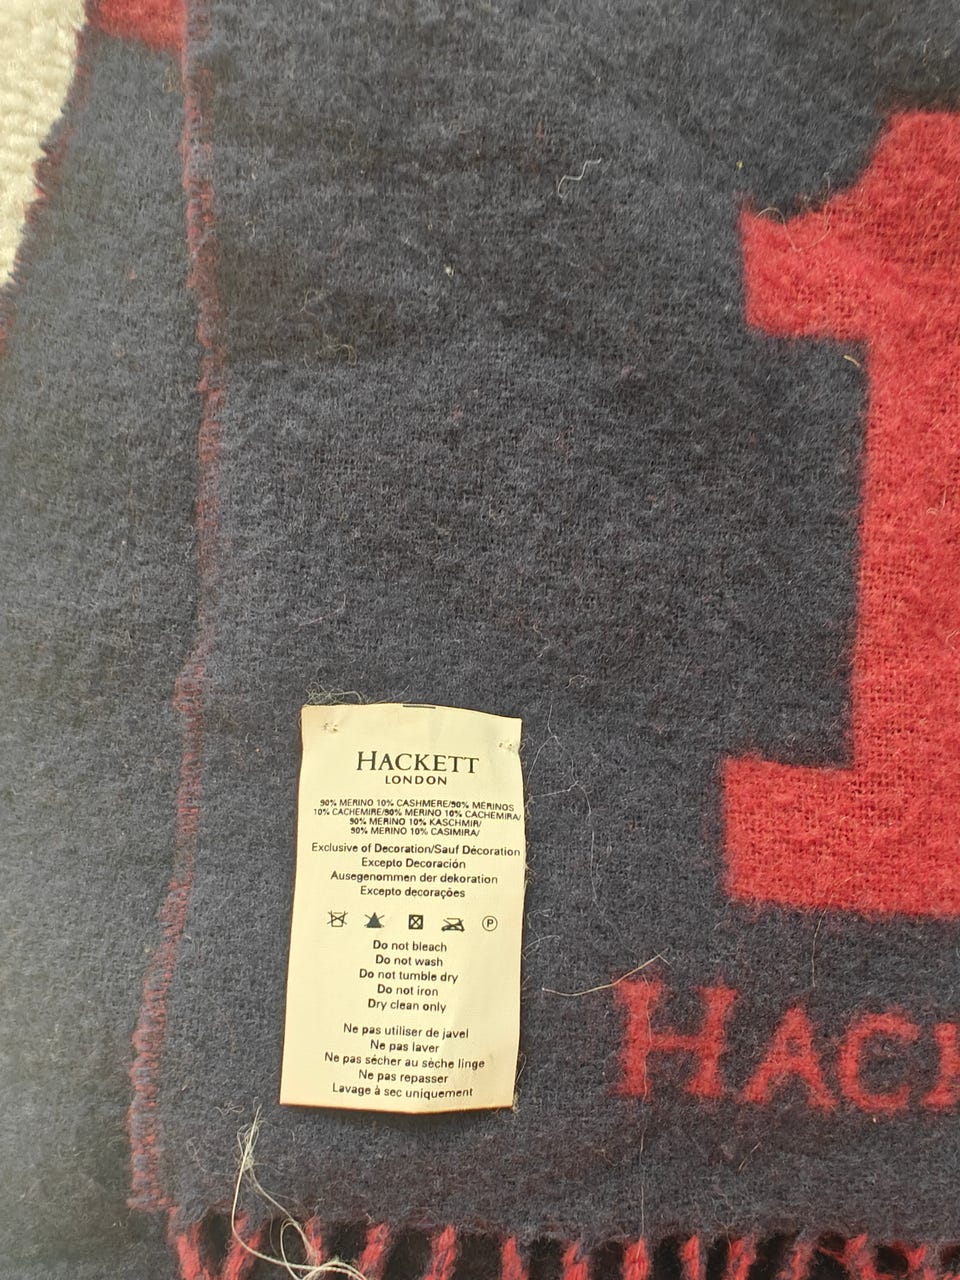 1
HACKETT
LONDON
90% MERINO 10% CASHMERE/90% MERINOS
10% CACHEMIRE/90% MERINO 10% CACHEMIRA/
90% MERINO 10% KASCHMIR/
90% MERINO 10% CASIMIRA/
Exclusive of Decoration/Sauf Décoration
Excepto Decoración
Ausegenommen der dekoration
Excepto decorações
P
Do not bleach
Do not wash
Do not tumble dry
Do not iron
Dry clean only
Ne pas utiliser de javel
Ne pas laver
Ne pas sécher au sèche linge
Ne pas repasser
Lavage à sec uniquement
HAC